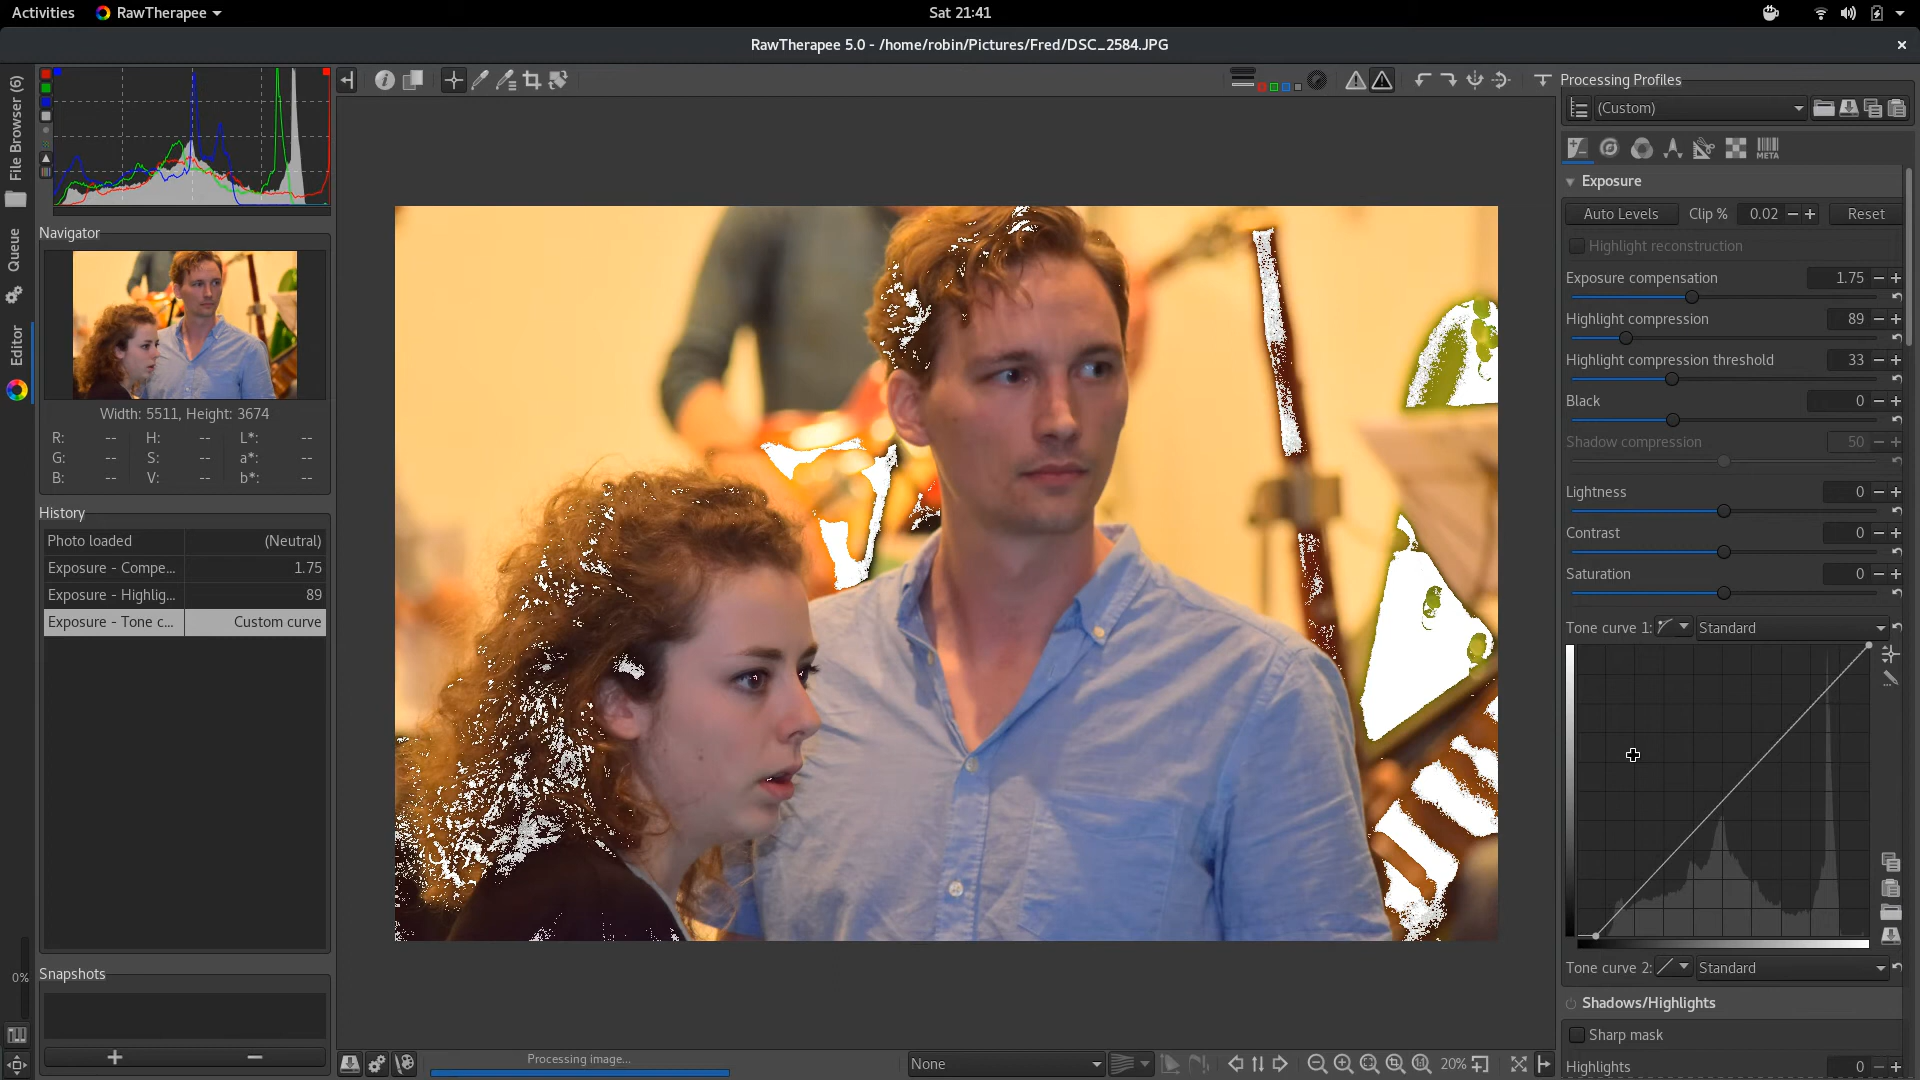 Activities RawTherapee Sat 21:41
RawTherapee 5.0 - /home/robin/Pictures/Fred/DSC_2584.JPG
File Browser (6)
Queue
Editor
0%
Navigator
Width: 5511, Height: 3674
R: -- H: -- L*: --
G: -- S: -- a*: --
B: -- V: -- b*: --
History
Photo loaded (Neutral)
Exposure - Compe... 1.75
Exposure - Highlig... 89
Exposure - Tone c... Custom curve
Snapshots
Processing image...
None
20%
1:1
Processing Profiles
(Custom)
META
Exposure
Auto Levels Clip % 0.02 Reset
Highlight reconstruction
Exposure compensation 1.75
Highlight compression 89
Highlight compression threshold 33
Black 0
Shadow compression 50
Lightness 0
Contrast 0
Saturation 0
Tone curve 1: Standard
Tone curve 2: Standard
Shadows/Highlights
Sharp mask
Highlights 0